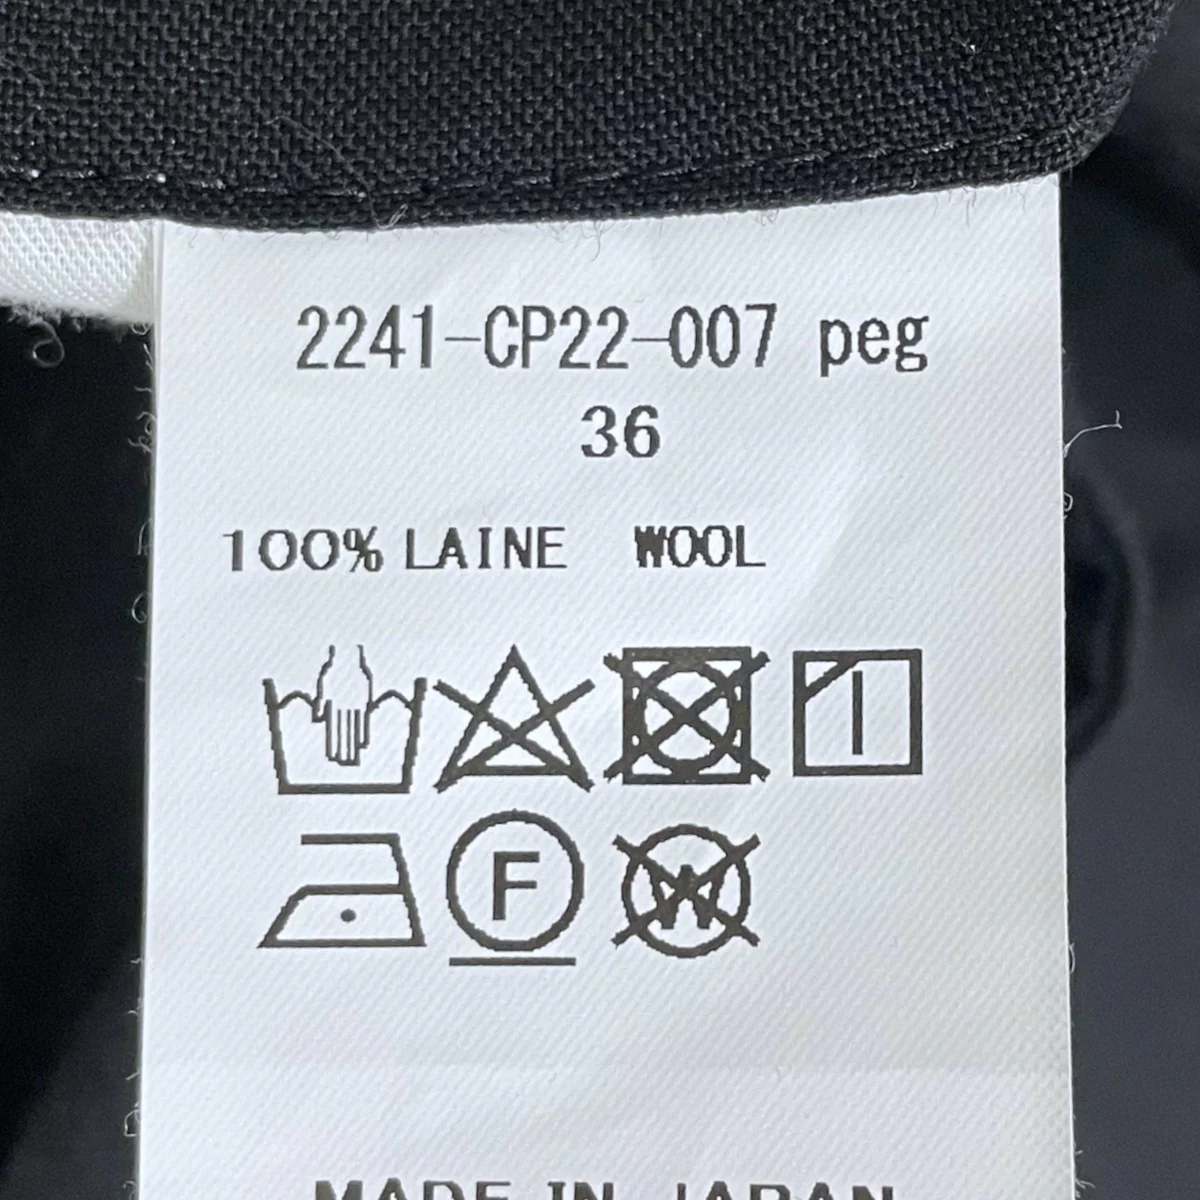 2241-CP22-007 peg
36
100% LAINE WOOL
F W
MADE IN JAPAN